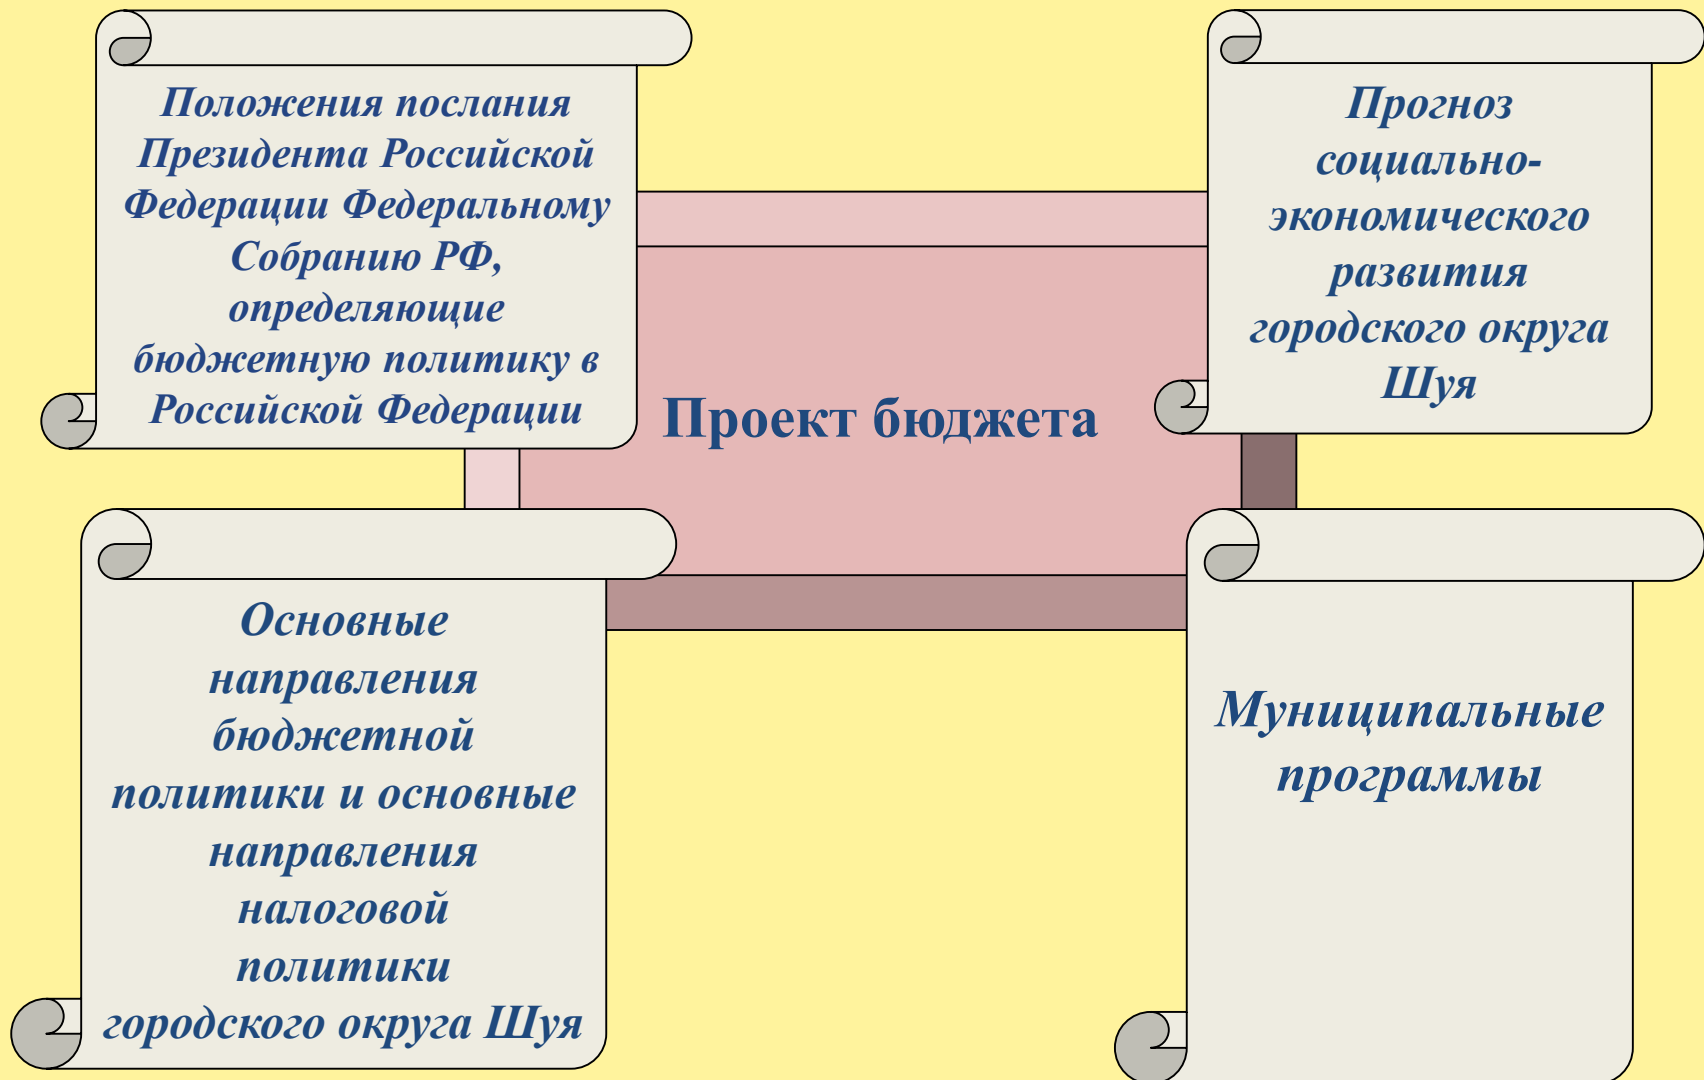 Положения послания
Президента Российской
Федерации Федеральному
Собранию РФ,
определяющие
бюджетную политику в
Российской Федерации
Прогноз
социально-
экономического
развития
городского округа
Шуя
Проект бюджета
Основные
направления
бюджетной
политики и основные
направления
налоговой
политики
городского округа Шуя
Муниципальные
программы